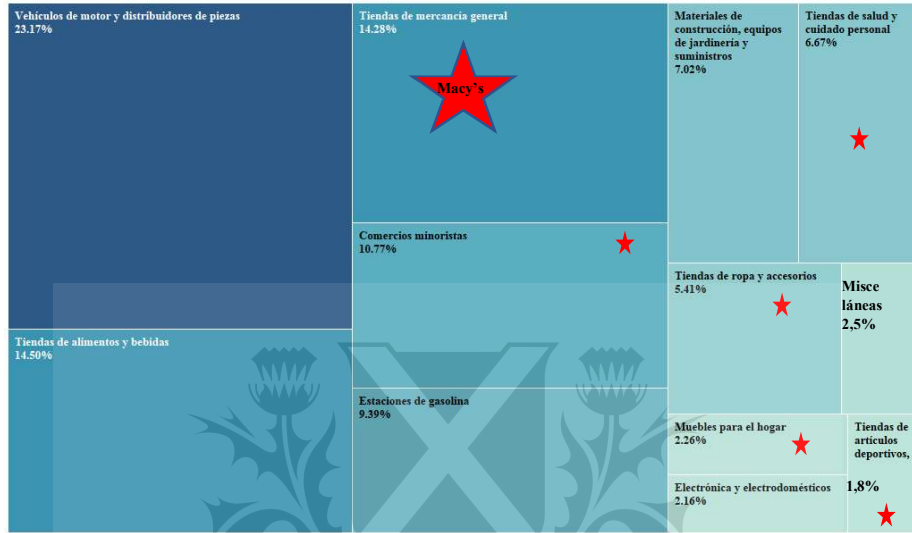 Vehículos de motor y distribuidores de piezas
23.17%
Tiendas de mercancía general
14.28%
Macy's
Materiales de
construcción, equipos
de jardinería y
suministros
7.02%
Tiendas de salud y
cuidado personal
6.67%
Comercios minoristas
10.77%
Tiendas de ropa y accesorios
5.41%
Misce
láneas
2,5%
Tiendas de alimentos y bebidas
14.50%
Estaciones de gasolina
9.39%
Muebles para el hogar
2.26%
Tiendas de
artículos
deportivos,
1,8%
Electrónica y electrodomésticos
2.16%